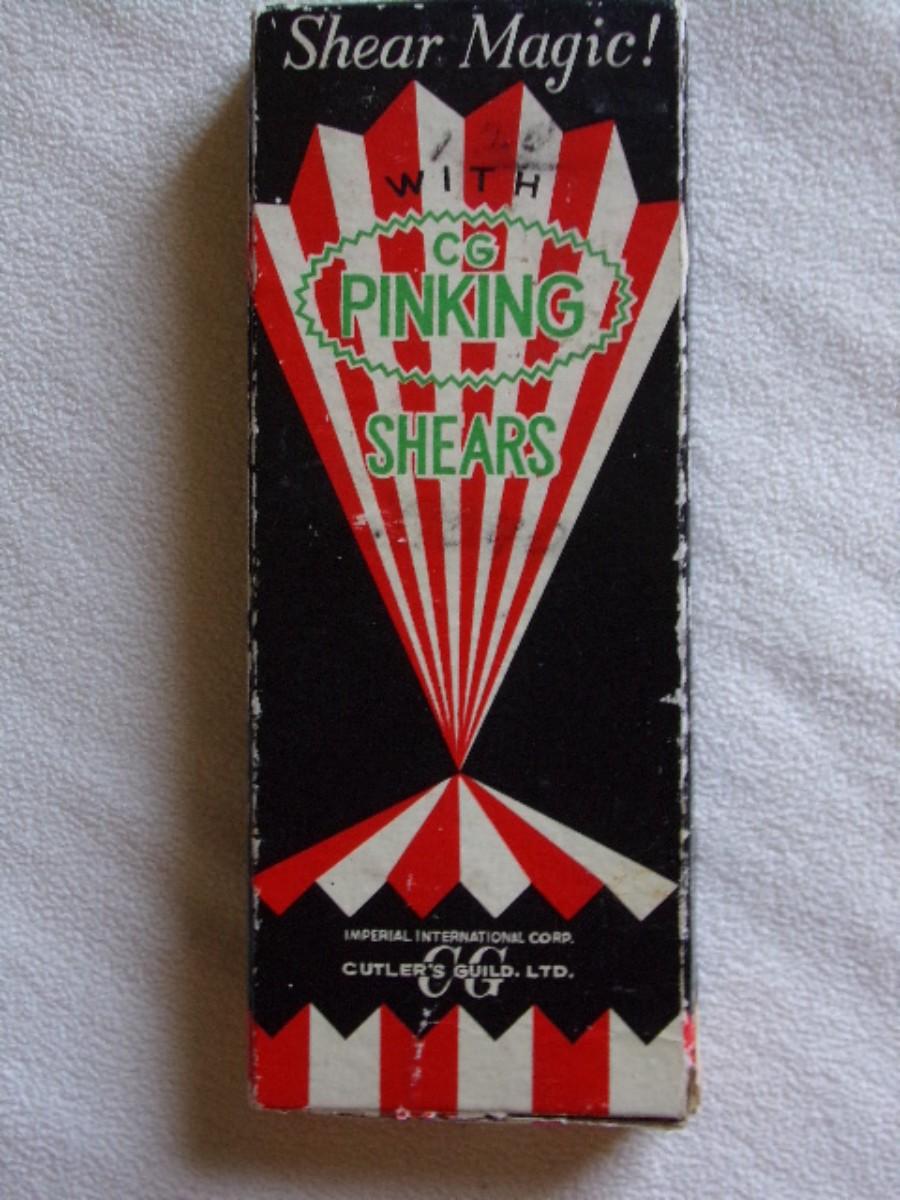 Shear Magic!
WITH
CG
PINKING
SHEARS
IMPERIAL INTERNATIONAL CORP.
CG
CUTLER'S GUILD. LTD.